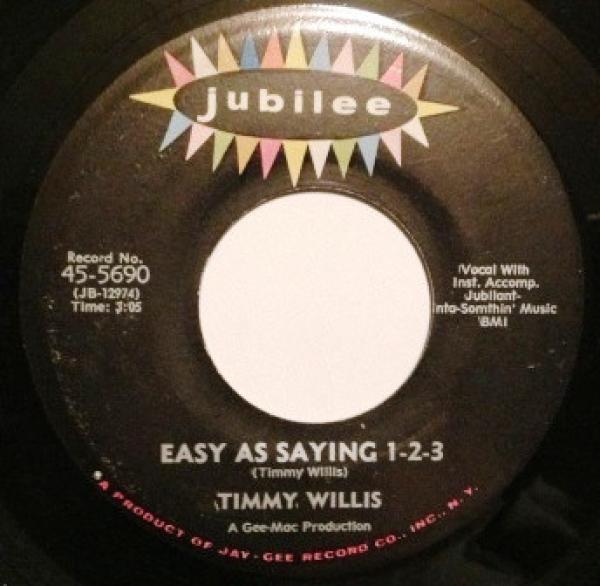 jubilee
Record No.
45-5690
(JB-12974)
Time: 3:05
Vocal With
Inst. Accomp.
Jubilant-
nto-Somthin' Music
BMI
EASY AS SAYING 1-2-3
(Timmy Willis)
TIMMY WILLIS
A Gee-Mac Production
A PRODUCT OF JAY-GEE RECORD CO., INC., N.Y.